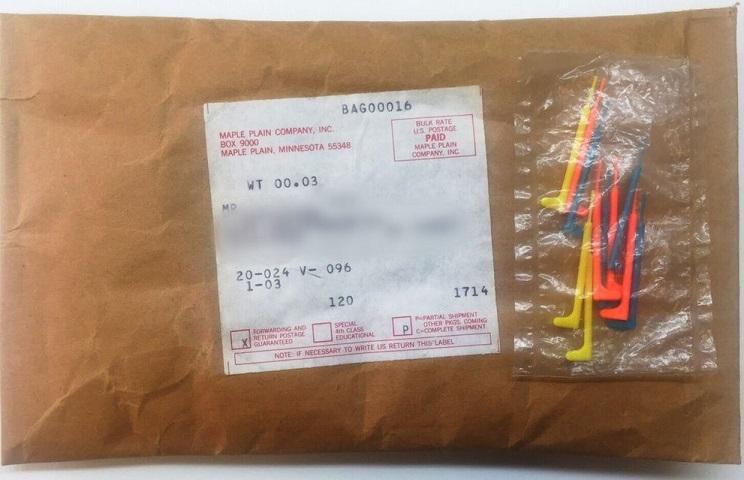 BAG00016
MAPLE PLAIN COMPANY, INC.
BOX 9000
MAPLE PLAIN, MINNESOTA 55348
BULK RATE
U.S. POSTAGE
PAID
MAPLE PLAIN
COMPANY, INC.
WT 00.03
MR
20-024 V- 096
1-03
120
1714
X
FORWARDING AND
RETURN POSTAGE
GUARANTEED
SPECIAL
4th CLASS
EDUCATIONAL
P
P=PARTIAL SHIPMENT
OTHER PKGS. COMING
C=COMPLETE SHIPMENT
NOTE: IF NECESSARY TO WRITE US RETURN THIS LABEL